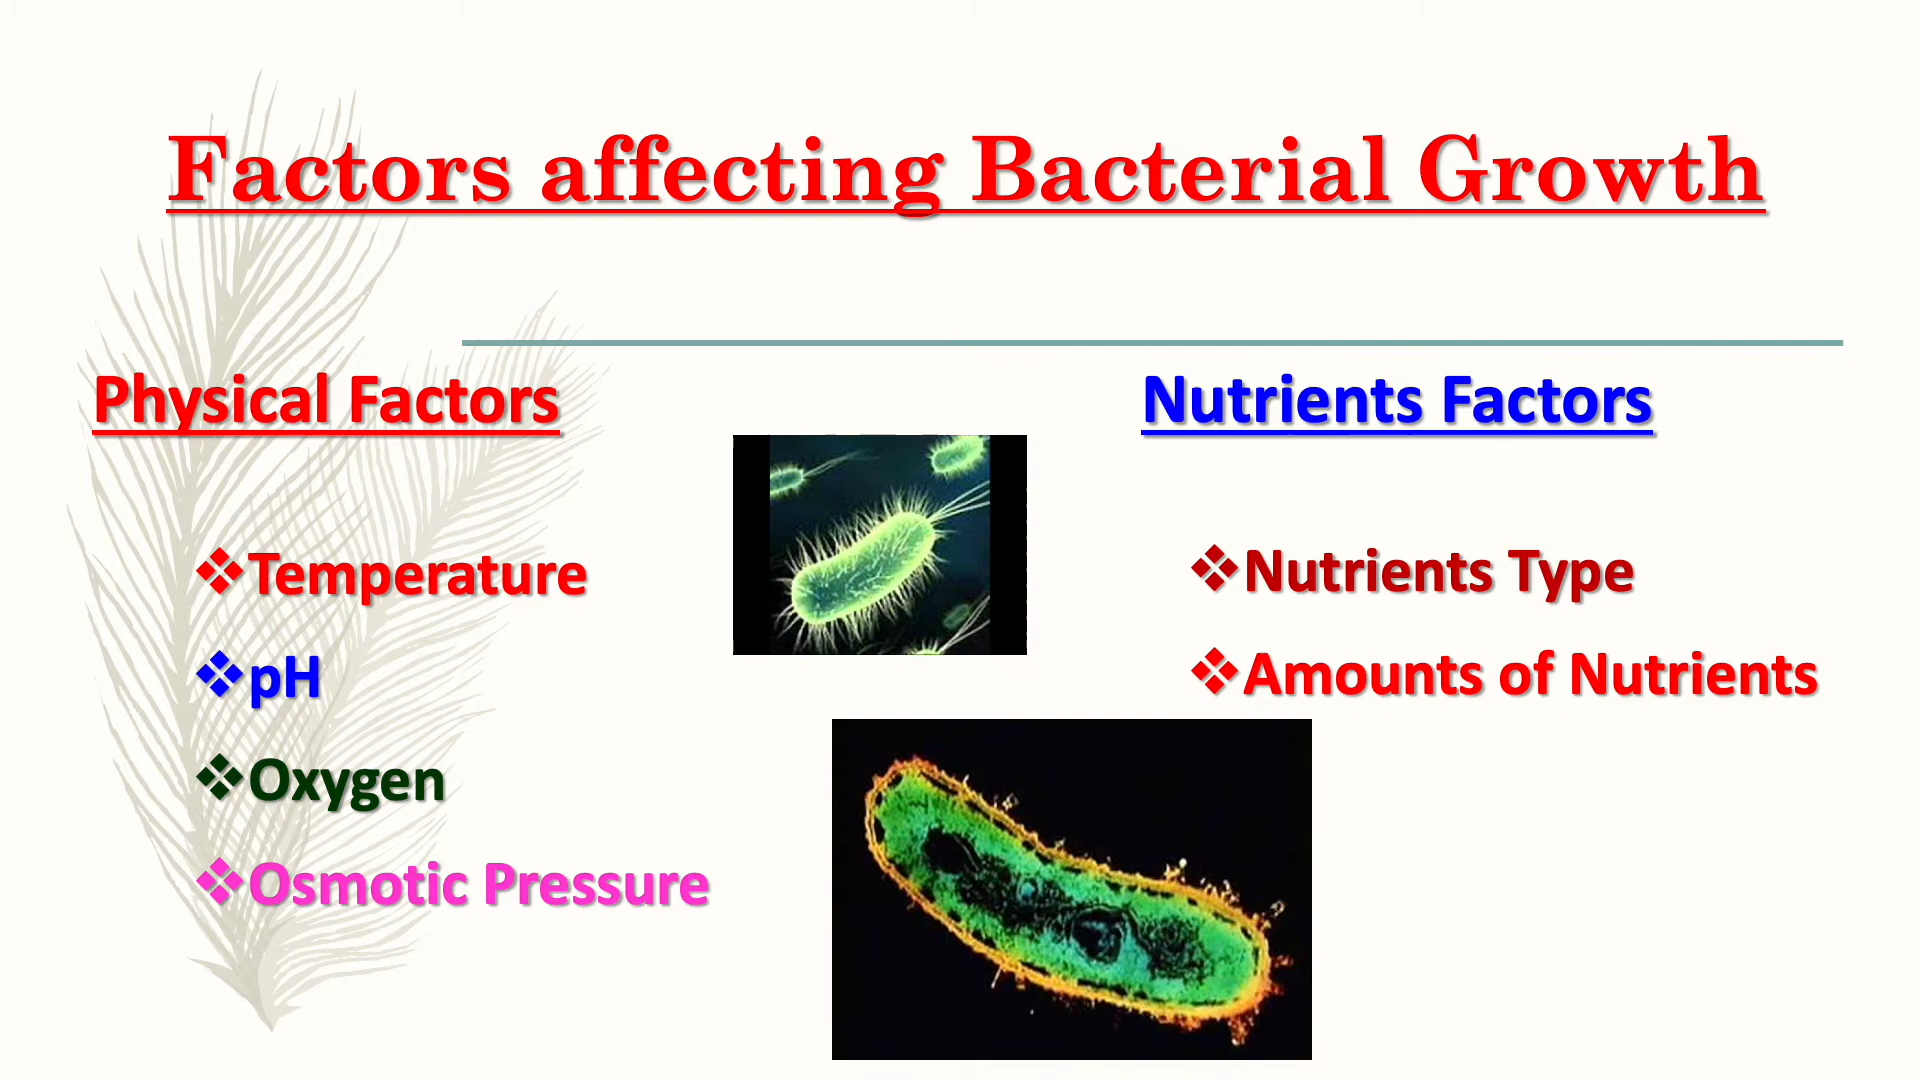 Factors affecting Bacterial Growth
Physical Factors
❖Temperature
❖pH
❖Oxygen
❖Osmotic Pressure
Nutrients Factors
❖Nutrients Type
❖Amounts of Nutrients